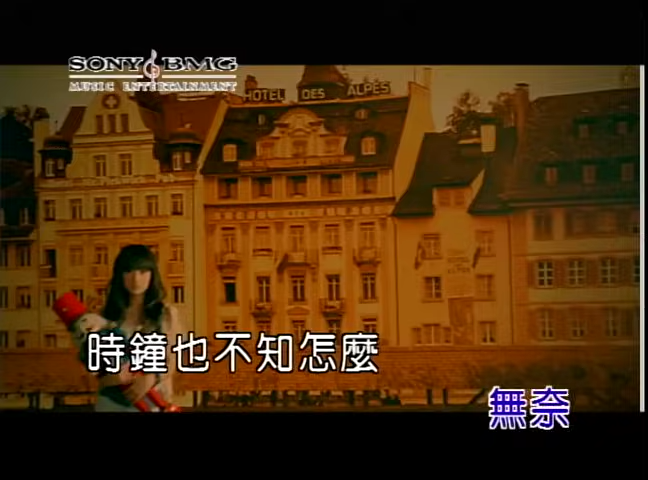 SONY BMG
MUSIC ENTERTAINMENT
HOTEL DES ALPES
時鐘也不知怎麼
無奈